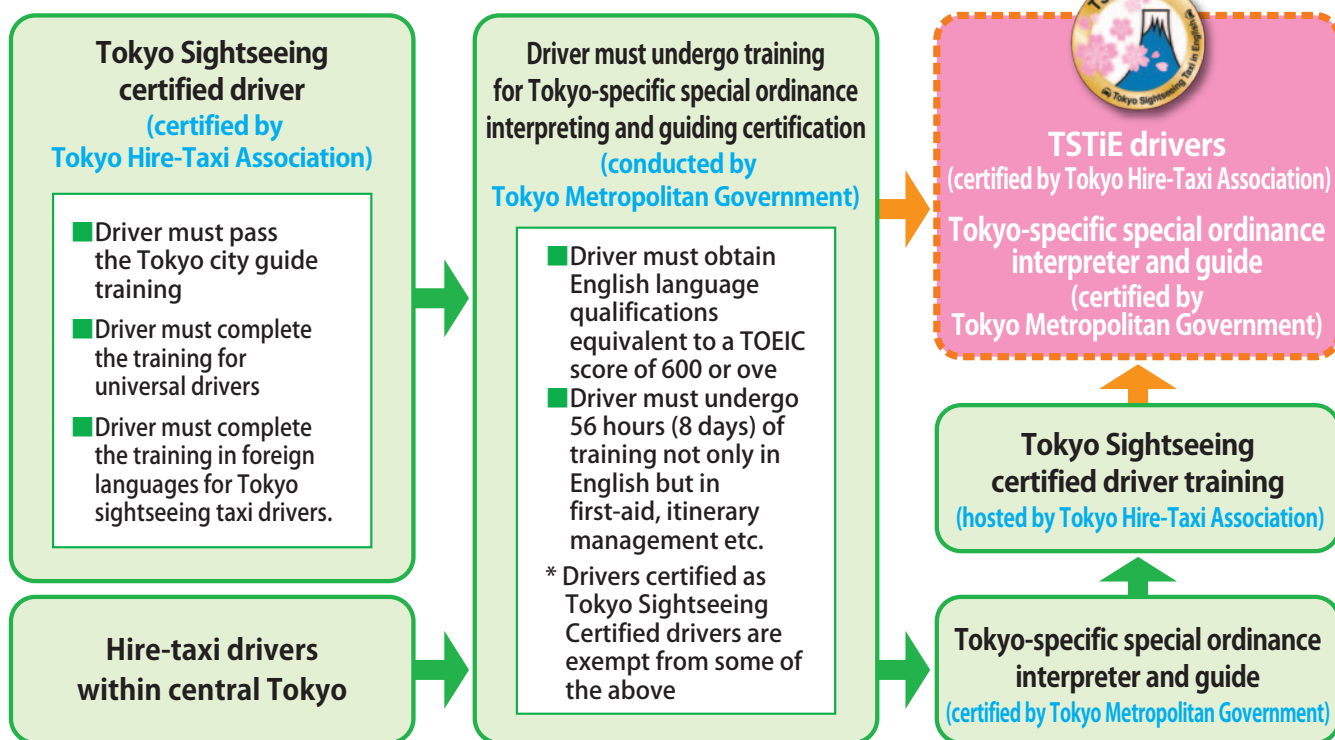 Tokyo Sightseeing
certified driver
(certified by
Tokyo Hire-Taxi Association)
■Driver must pass
the Tokyo city guide
training
■Driver must complete
the training for
universal drivers
■Driver must complete
the training in foreign
languages for Tokyo
sightseeing taxi drivers.
Hire-taxi drivers
within central Tokyo
Driver must undergo training
for Tokyo-specific special ordinance
interpreting and guiding certification
(conducted by
Tokyo Metropolitan Government)
■Driver must obtain
English language
qualifications
equivalent to a TOEIC
score of 600 or ove
■Driver must undergo
56 hours (8 days) of
training not only in
English but in
first-aid, itinerary
management etc.
* Drivers certified as
Tokyo Sightseeing
Certified drivers are
exempt from some of
the above
Tokyo Sightseeing Taxi in English
TSTiE drivers
(certified by Tokyo Hire-Taxi Association)
Tokyo-specific special ordinance
interpreter and guide
(certified by
Tokyo Metropolitan Government)
Tokyo Sightseeing
certified driver training
(hosted by Tokyo Hire-Taxi Association)
Tokyo-specific special ordinance
interpreter and guide
(certified by Tokyo Metropolitan Government)